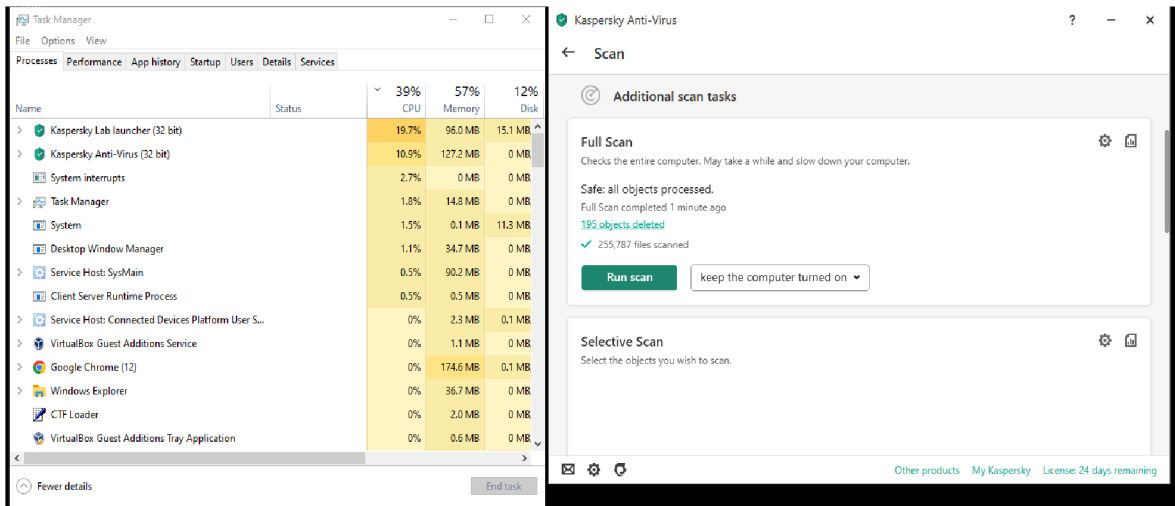 Task Manager
File Options View
Processes Performance App history Startup Users Details Services
39% 57% 12%
Name Status CPU Memory Disk
Kaspersky Lab launcher (32 bit) 19.7% 96.0 MB 15.1 MB
Kaspersky Anti-Virus (32 bit) 10.9% 127.2 MB 0 MB
System interrupts 2.7% 0 MB 0 MB
Task Manager 1.8% 14.8 MB 0 MB
System 1.5% 0.1 MB 11.3 MB
Desktop Window Manager 1.1% 34.7 MB 0 MB
Service Host: SysMain 0.5% 90.2 MB 0 MB
Client Server Runtime Process 0.5% 0.5 MB 0 MB
Service Host: Connected Devices Platform User S... 0% 2.3 MB 0.1 MB
VirtualBox Guest Additions Service 0% 1.1 MB 0 MB
Google Chrome (12) 0% 174.6 MB 0.1 MB
Windows Explorer 0% 36.7 MB 0 MB
CTF Loader 0% 2.0 MB 0 MB
VirtualBox Guest Additions Tray Application 0% 0.6 MB 0 MB
Fewer details End task
Kaspersky Anti-Virus
Scan
Additional scan tasks
Full Scan
Checks the entire computer. May take a while and slow down your computer.
Safe: all objects processed.
Full Scan completed 1 minute ago
195 objects deleted
255,787 files scanned
Run scan keep the computer turned on
Selective Scan
Select the objects you wish to scan.
Other products My Kaspersky License: 24 days remaining